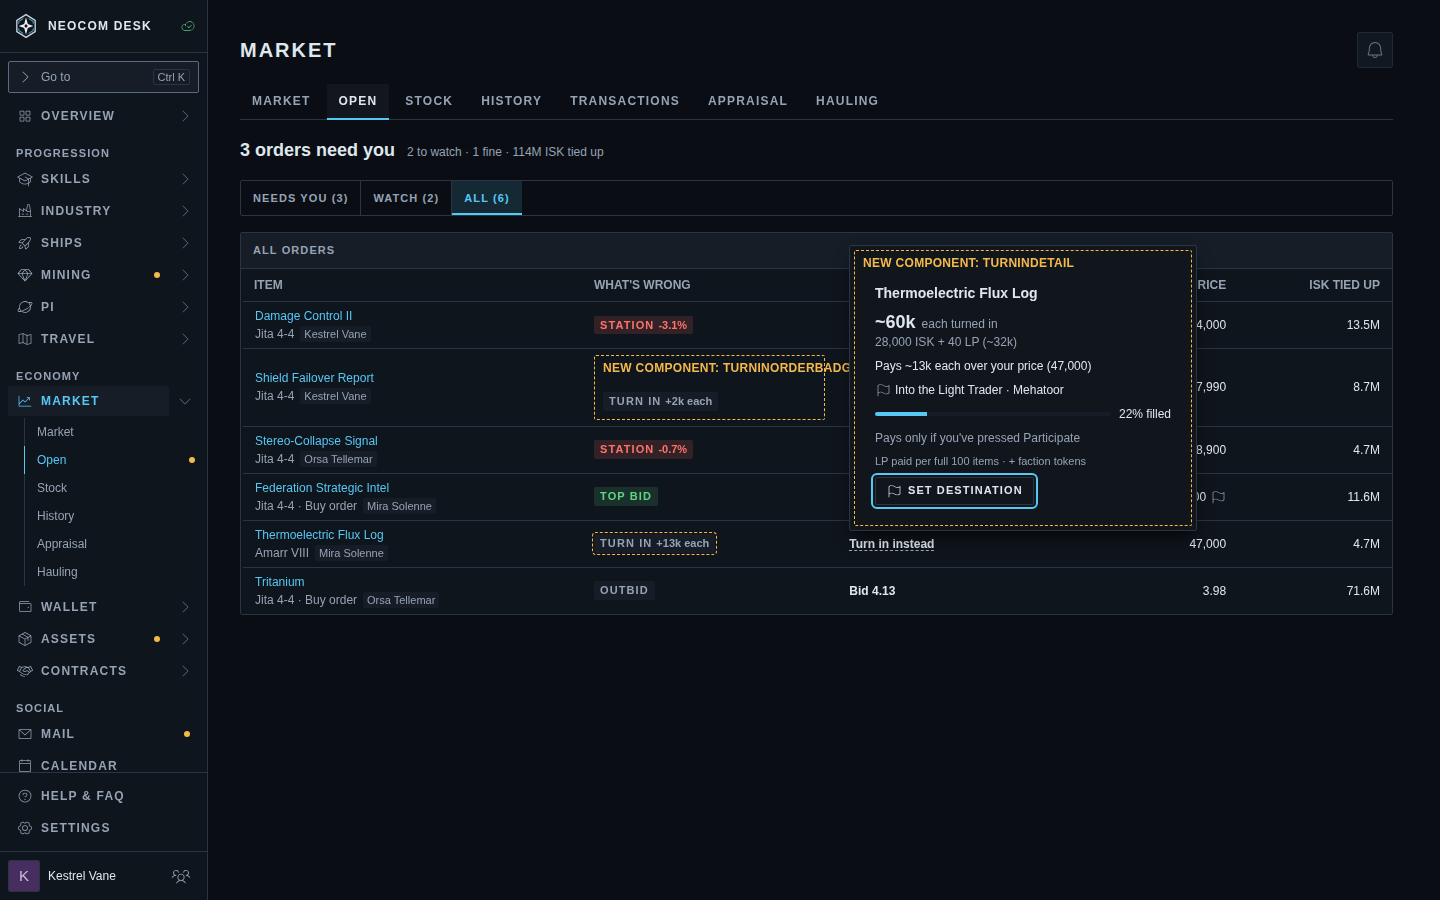 NEOCOM DESK
Go to
Ctrl K
OVERVIEW
PROGRESSION
SKILLS
INDUSTRY
SHIPS
MINING
PI
TRAVEL
ECONOMY
MARKET
Market
Open
Stock
History
Appraisal
Hauling
WALLET
ASSETS
CONTRACTS
SOCIAL
MAIL
CALENDAR
HELP & FAQ
SETTINGS
K
Kestrel Vane
MARKET
MARKET OPEN STOCK HISTORY TRANSACTIONS APPRAISAL HAULING
3 orders need you 2 to watch · 1 fine · 114M ISK tied up
NEEDS YOU (3) WATCH (2) ALL (6)
ALL ORDERS
ITEM WHAT'S WRONG RICE ISK TIED UP
Damage Control II
Jita 4-4 Kestrel Vane
STATION -3.1%
4,000 13.5M
Shield Failover Report
Jita 4-4 Kestrel Vane
NEW COMPONENT: TURNINORDERBADG
TURN IN +2k each
7,990 8.7M
Stereo-Collapse Signal
Jita 4-4 Orsa Tellemar
STATION -0.7%
8,900 4.7M
Federation Strategic Intel
Jita 4-4 · Buy order Mira Solenne
TOP BID
00 11.6M
Thermoelectric Flux Log
Amarr VIII Mira Solenne
TURN IN +13k each
Turn in instead
47,000 4.7M
Tritanium
Jita 4-4 · Buy order Orsa Tellemar
OUTBID
Bid 4.13
3.98 71.6M
NEW COMPONENT: TURNINDETAIL
Thermoelectric Flux Log
~60k each turned in
28,000 ISK + 40 LP (~32k)
Pays ~13k each over your price (47,000)
Into the Light Trader · Mehatoor
22% filled
Pays only if you've pressed Participate
LP paid per full 100 items · + faction tokens
SET DESTINATION